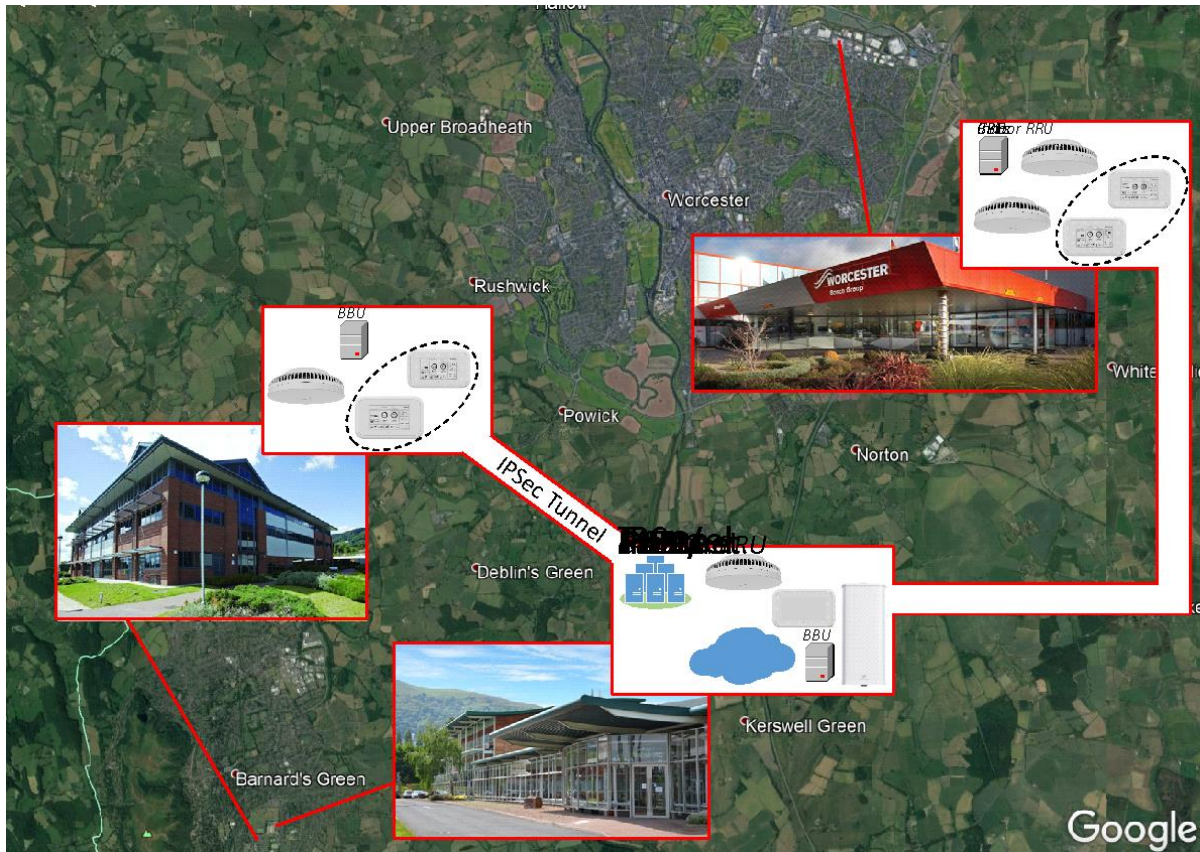 Upper Broadheath
Worcester
BBU
WORCESTER
Bosch Group
Rushwick
Powick
Norton
White
IPSec Tunnel
Deblin's Green
BBU
Kerswell Green
Barnard's Green
Google